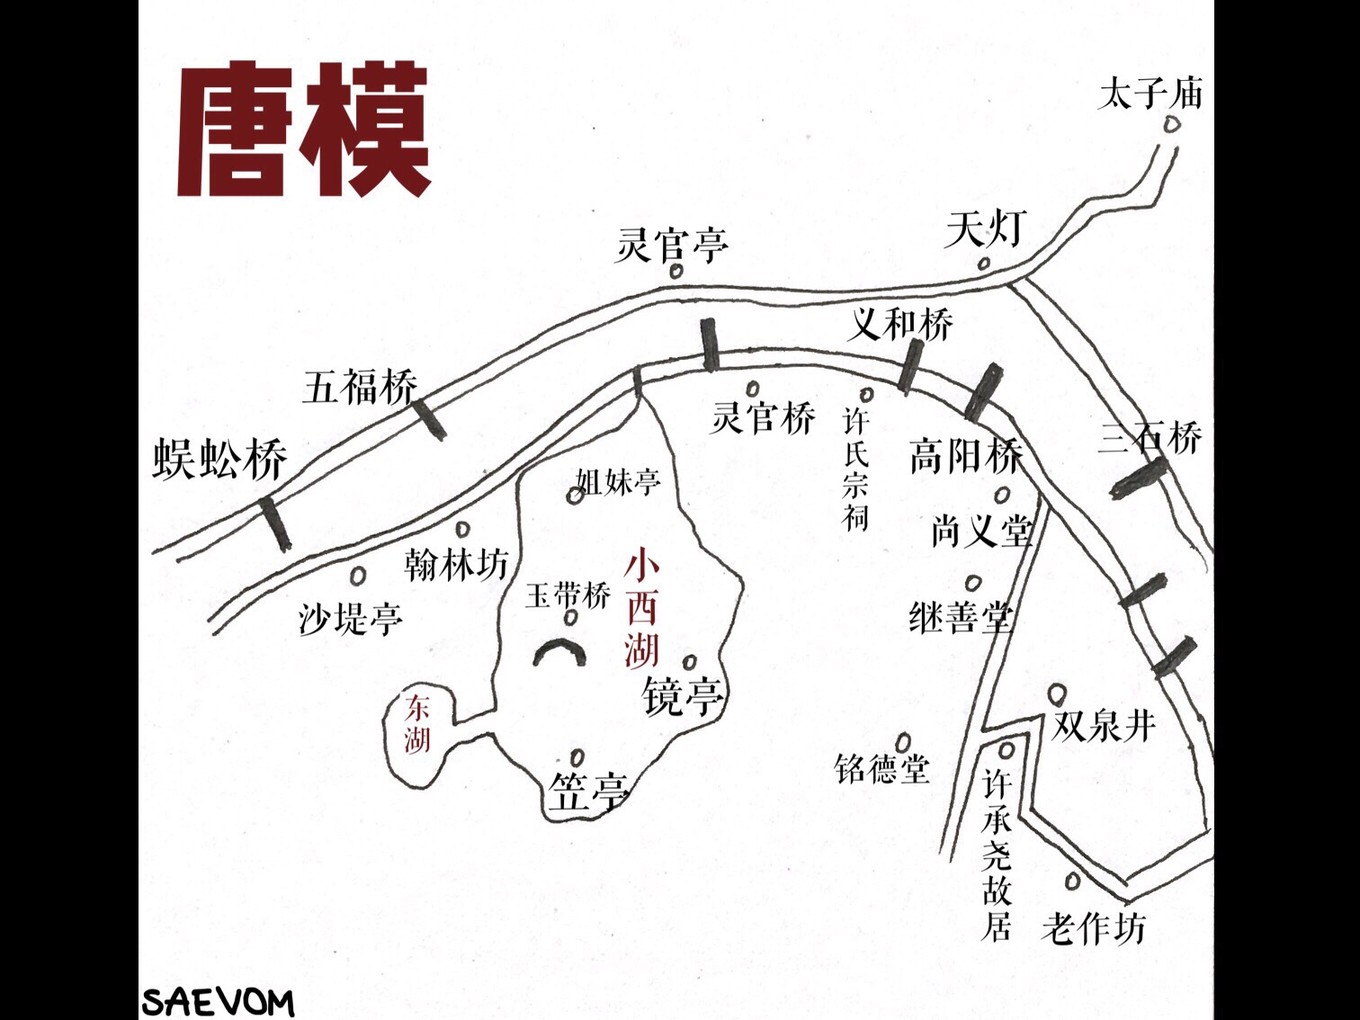 唐模
太子庙
天灯
灵官亭
义和桥
五福桥
灵官桥
许氏宗祠
高阳桥
三石桥
蜈蚣桥
姐妹亭
尚义堂
翰林坊
小西湖
玉带桥
沙堤亭
继善堂
镜亭
东湖
双泉井
铭德堂
笠亭
许承尧故居
老作坊
SAEVOM